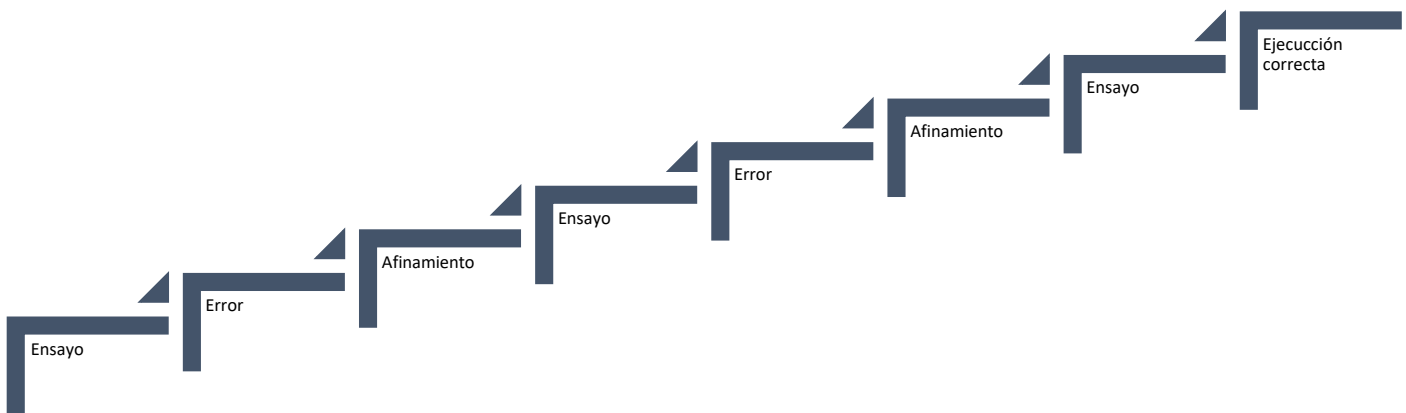 Ensayo
Error
Afinamiento
Ensayo
Error
Afinamiento
Ensayo
Ejecucción
correcta